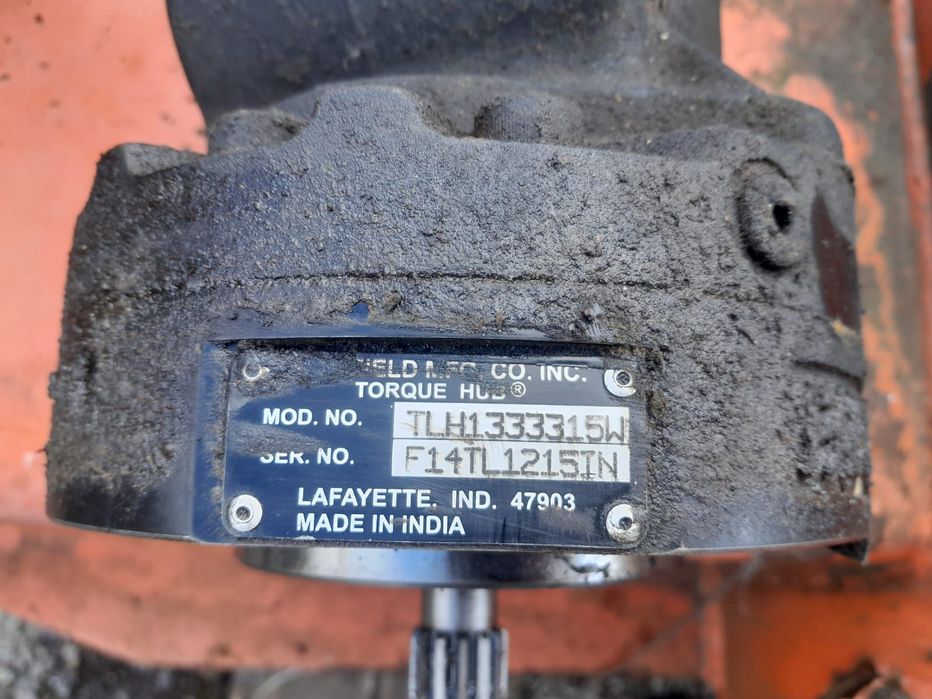 CO. INC.
TORQUE HUB®
MOD. NO. TLH1333315W
SER. NO. F14TL1215IN
LAFAYETTE, IND. 47903
MADE IN INDIA